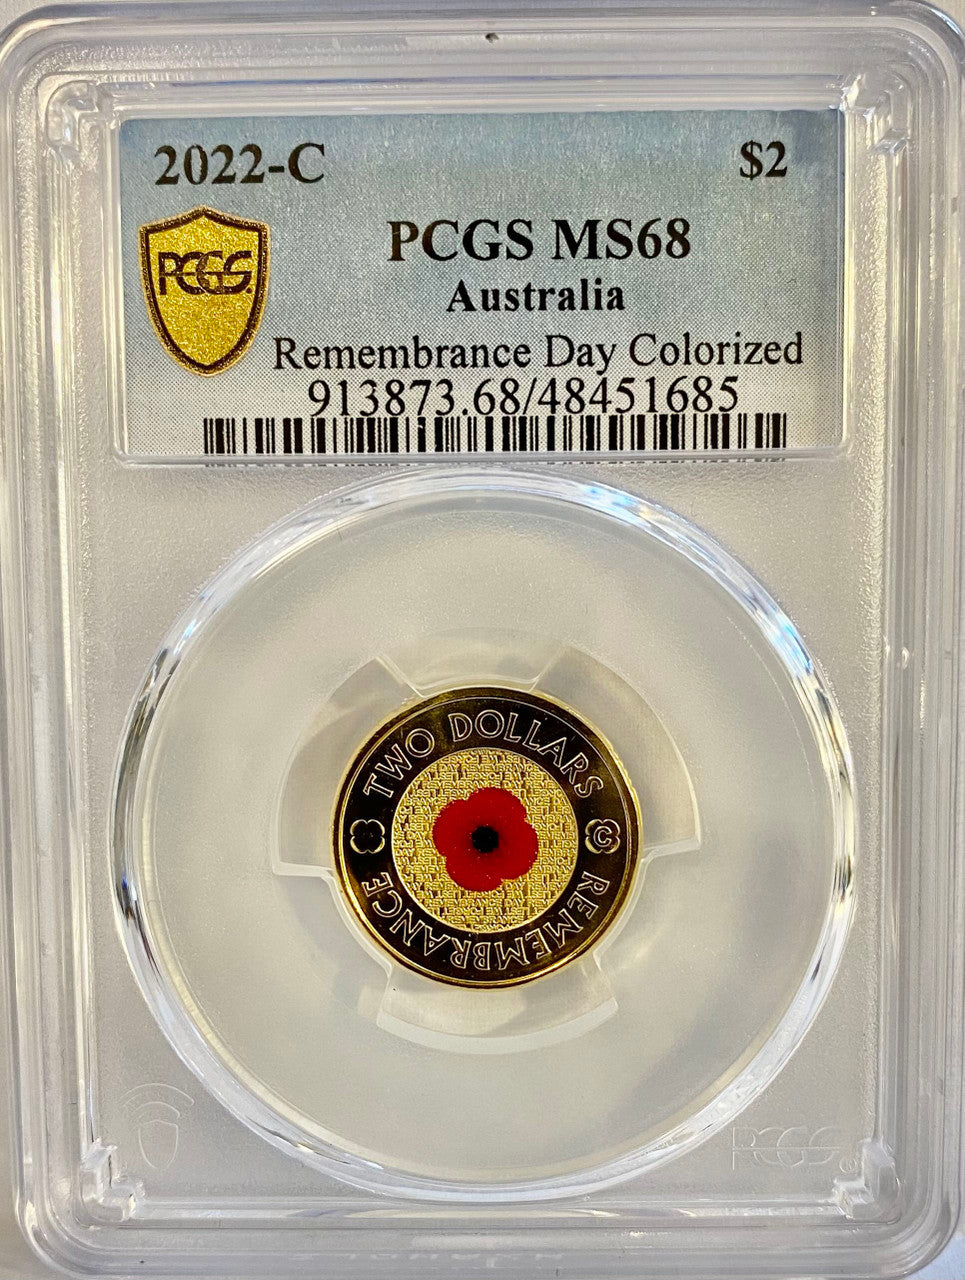 2022-C $2
PCGS MS68
PCGS
Australia
Remembrance Day Colorized
913873.68/48451685
TWO DOLLARS
C
REMEMBRANCE
PCGS